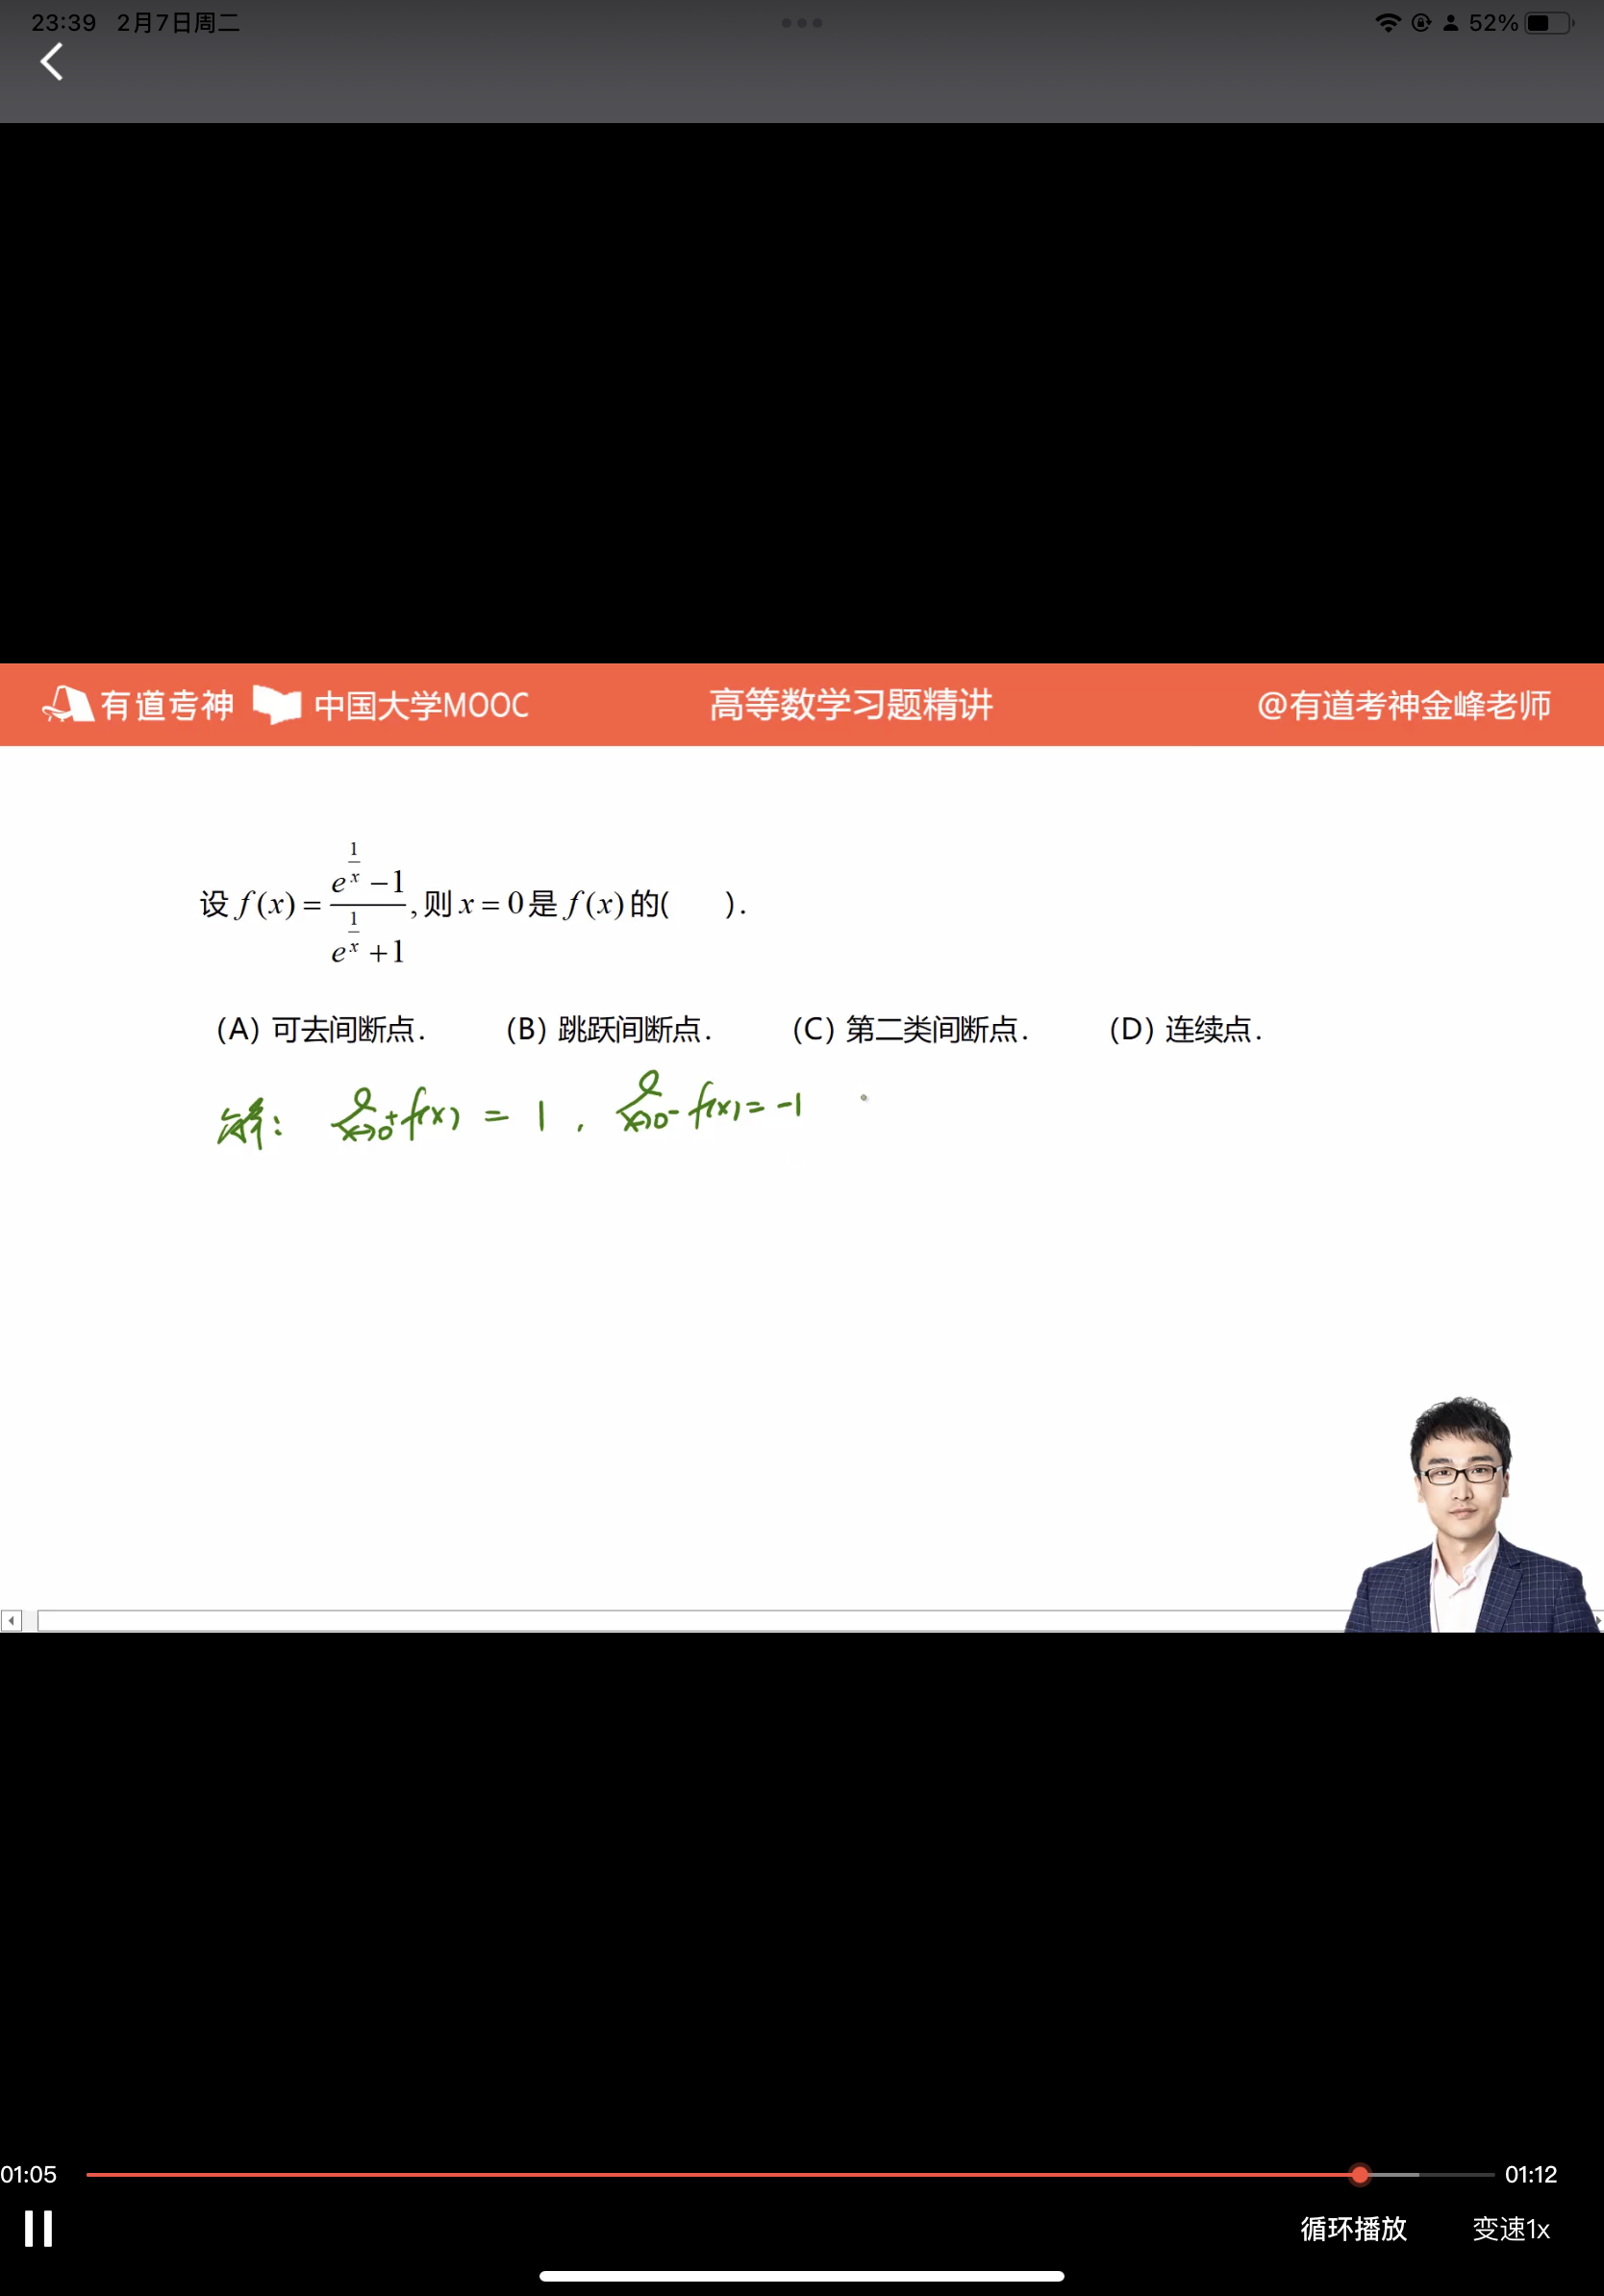 23:39 2月7日周二
52%
有道考神 中国大学MOOC 高等数学习题精讲 @有道考神金峰老师
设 f(x) = \frac{e^{\frac{1}{x}}-1}{e^{\frac{1}{x}}+1}, 则 x = 0 是 f(x) 的( ).
(A) 可去间断点. (B) 跳跃间断点. (C) 第二类间断点. (D) 连续点.
解: lim x→0⁺ f(x) = 1 , lim x→0⁻ f(x) = -1
01:05 01:12
循环播放 变速1x